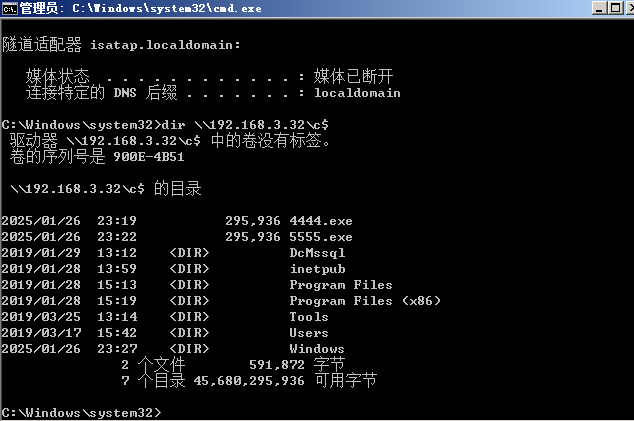 管理员: C:\Windows\system32\cmd.exe
隧道适配器 isatap.localdomain:
媒体状态 . . . . . . . . . . . . : 媒体已断开
连接特定的 DNS 后缀 . . . . . . . : localdomain
C:\Windows\system32>dir \\192.168.3.32\c$
驱动器 \\192.168.3.32\c$ 中的卷没有标签。
卷的序列号是 900E-4B51
\\192.168.3.32\c$ 的目录
2025/01/26  23:19           295,936 4444.exe
2025/01/26  23:22           295,936 5555.exe
2019/01/29  13:12    <DIR>          DcMssql
2019/01/28  13:59    <DIR>          inetpub
2019/01/28  15:13    <DIR>          Program Files
2019/01/28  15:19    <DIR>          Program Files (x86)
2019/03/25  13:14    <DIR>          Tools
2019/03/17  15:42    <DIR>          Users
2025/01/26  23:27    <DIR>          Windows
2 个文件        591,872 字节
7 个目录 45,680,295,936 可用字节
C:\Windows\system32>